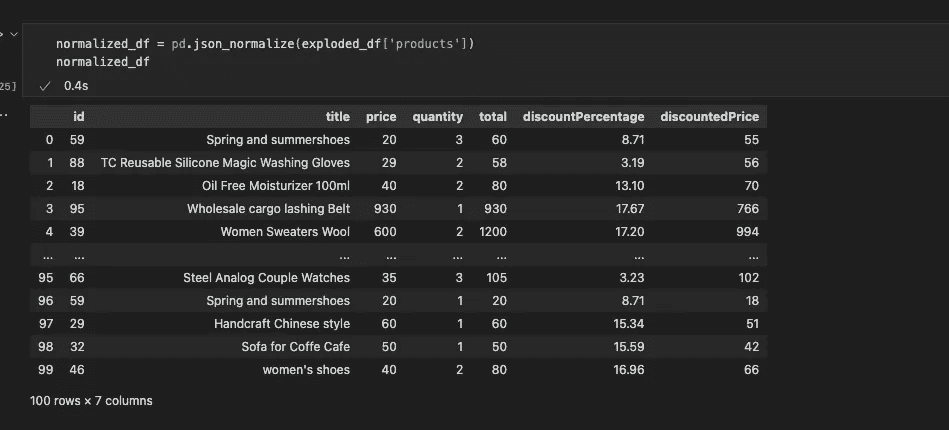 normalized_df = pd.json_normalize(exploded_df['products'])
normalized_df
25] ✓ 0.4s
id title price quantity total discountPercentage discountedPrice
0 59 Spring and summershoes 20 3 60 8.71 55
1 88 TC Reusable Silicone Magic Washing Gloves 29 2 58 3.19 56
2 18 Oil Free Moisturizer 100ml 40 2 80 13.10 70
3 95 Wholesale cargo lashing Belt 930 1 930 17.67 766
4 39 Women Sweaters Wool 600 2 1200 17.20 994
... ... ... ... ... ... ... ...
95 66 Steel Analog Couple Watches 35 3 105 3.23 102
96 59 Spring and summershoes 20 1 20 8.71 18
97 29 Handcraft Chinese style 60 1 60 15.34 51
98 32 Sofa for Coffe Cafe 50 1 50 15.59 42
99 46 women's shoes 40 2 80 16.96 66
100 rows × 7 columns